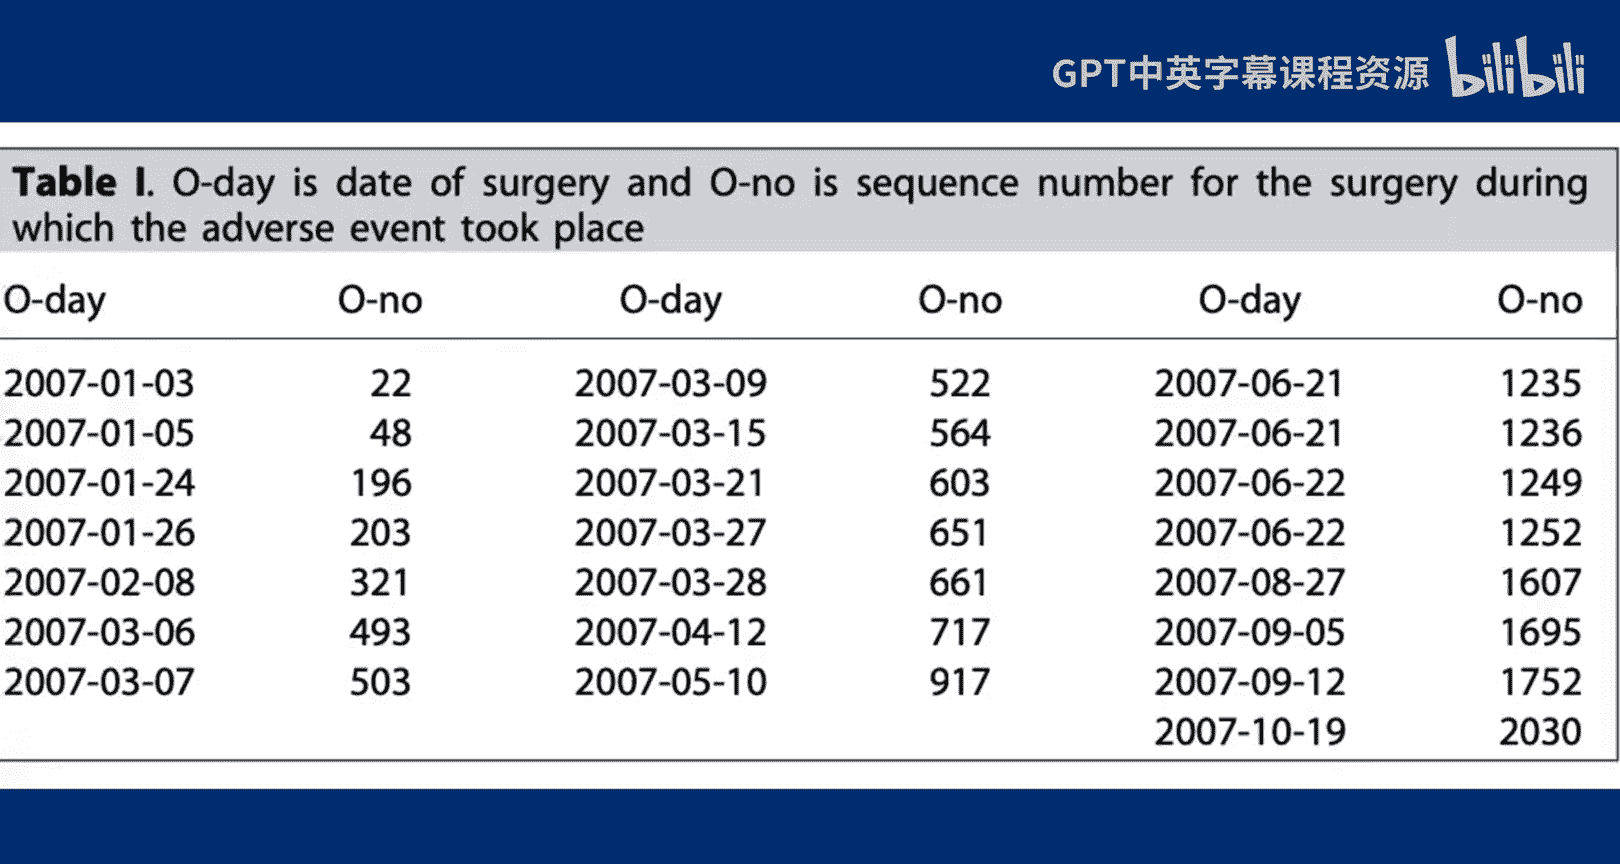 GPT中英字幕课程资源 bilibili
Table I. O-day is date of surgery and O-no is sequence number for the surgery during
which the adverse event took place
O-day O-no O-day O-no O-day O-no
2007-01-03 22 2007-03-09 522 2007-06-21 1235
2007-01-05 48 2007-03-15 564 2007-06-21 1236
2007-01-24 196 2007-03-21 603 2007-06-22 1249
2007-01-26 203 2007-03-27 651 2007-06-22 1252
2007-02-08 321 2007-03-28 661 2007-08-27 1607
2007-03-06 493 2007-04-12 717 2007-09-05 1695
2007-03-07 503 2007-05-10 917 2007-09-12 1752
2007-10-19 2030